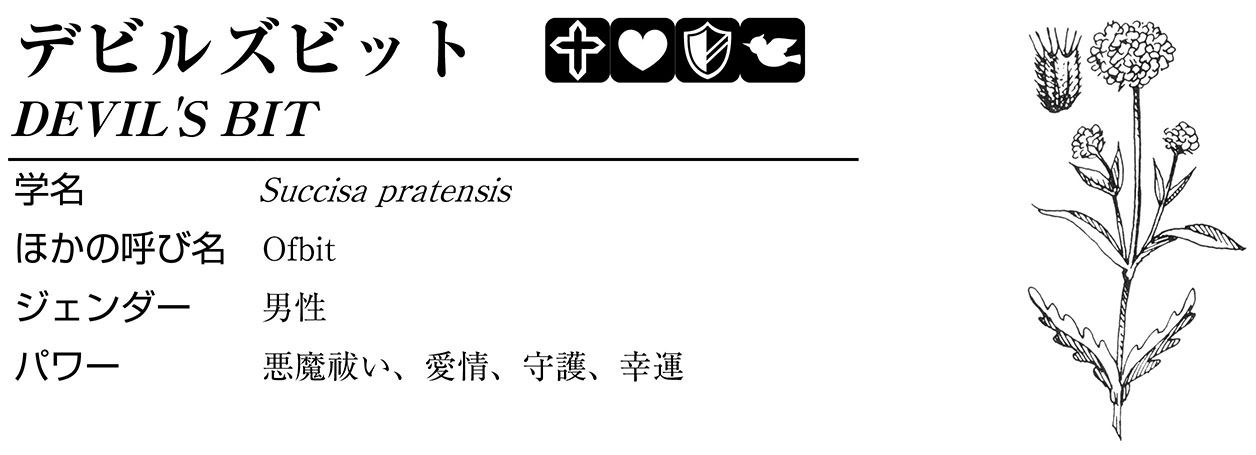 デビルズビット
DEVIL'S BIT
学名 Succisa pratensis
ほかの呼び名 Ofbit
ジェンダー 男性
パワー 悪魔祓い、愛情、守護、幸運